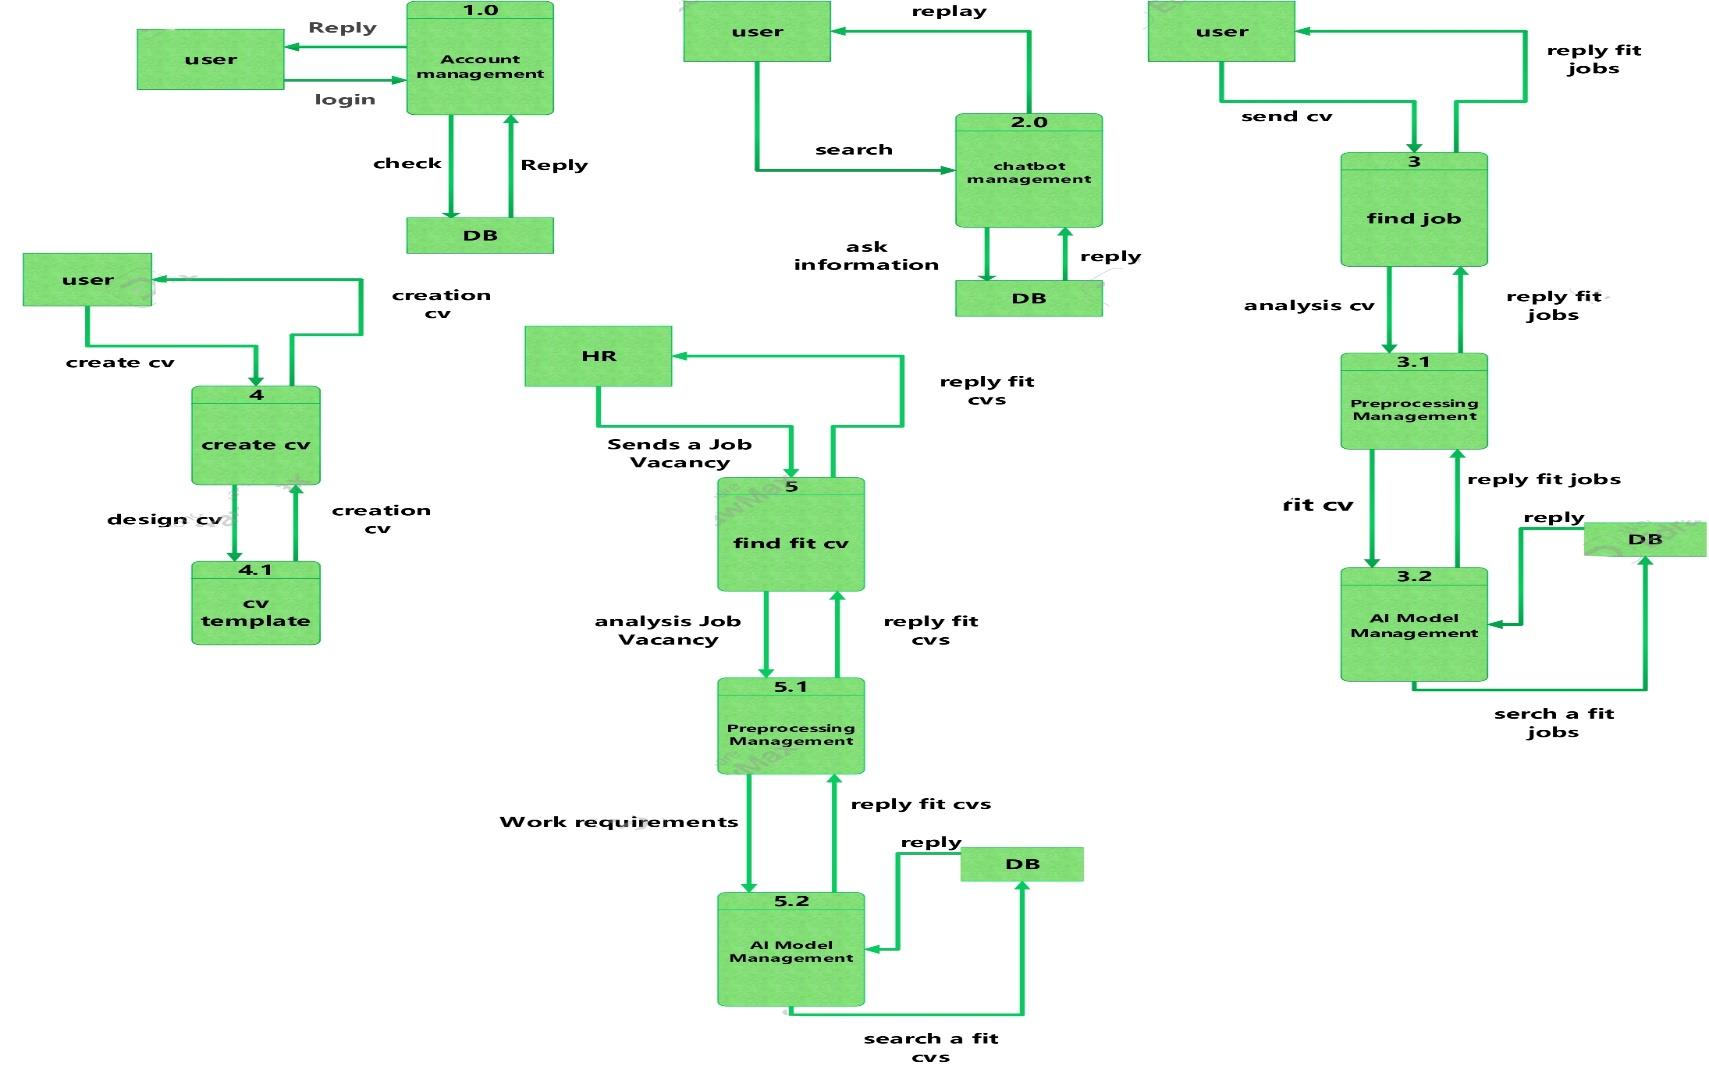 1.0
Account
management
user
Reply
login
check
Reply
DB
user
replay
search
2.0
chatbot
management
ask
information
reply
DB
user
reply fit
jobs
send cv
3
find job
analysis cv
reply fit
jobs
3.1
Preprocessing
Management
fit cv
reply fit jobs
3.2
AI Model
Management
reply
DB
serch a fit
jobs
user
creation
cv
create cv
4
create cv
design cv
creation
cv
4.1
cv
template
HR
reply fit
cvs
Sends a Job
Vacancy
5
find fit cv
analysis Job
Vacancy
reply fit
cvs
5.1
Preprocessing
Management
Work requirements
reply fit cvs
5.2
AI Model
Management
reply
DB
search a fit
cvs